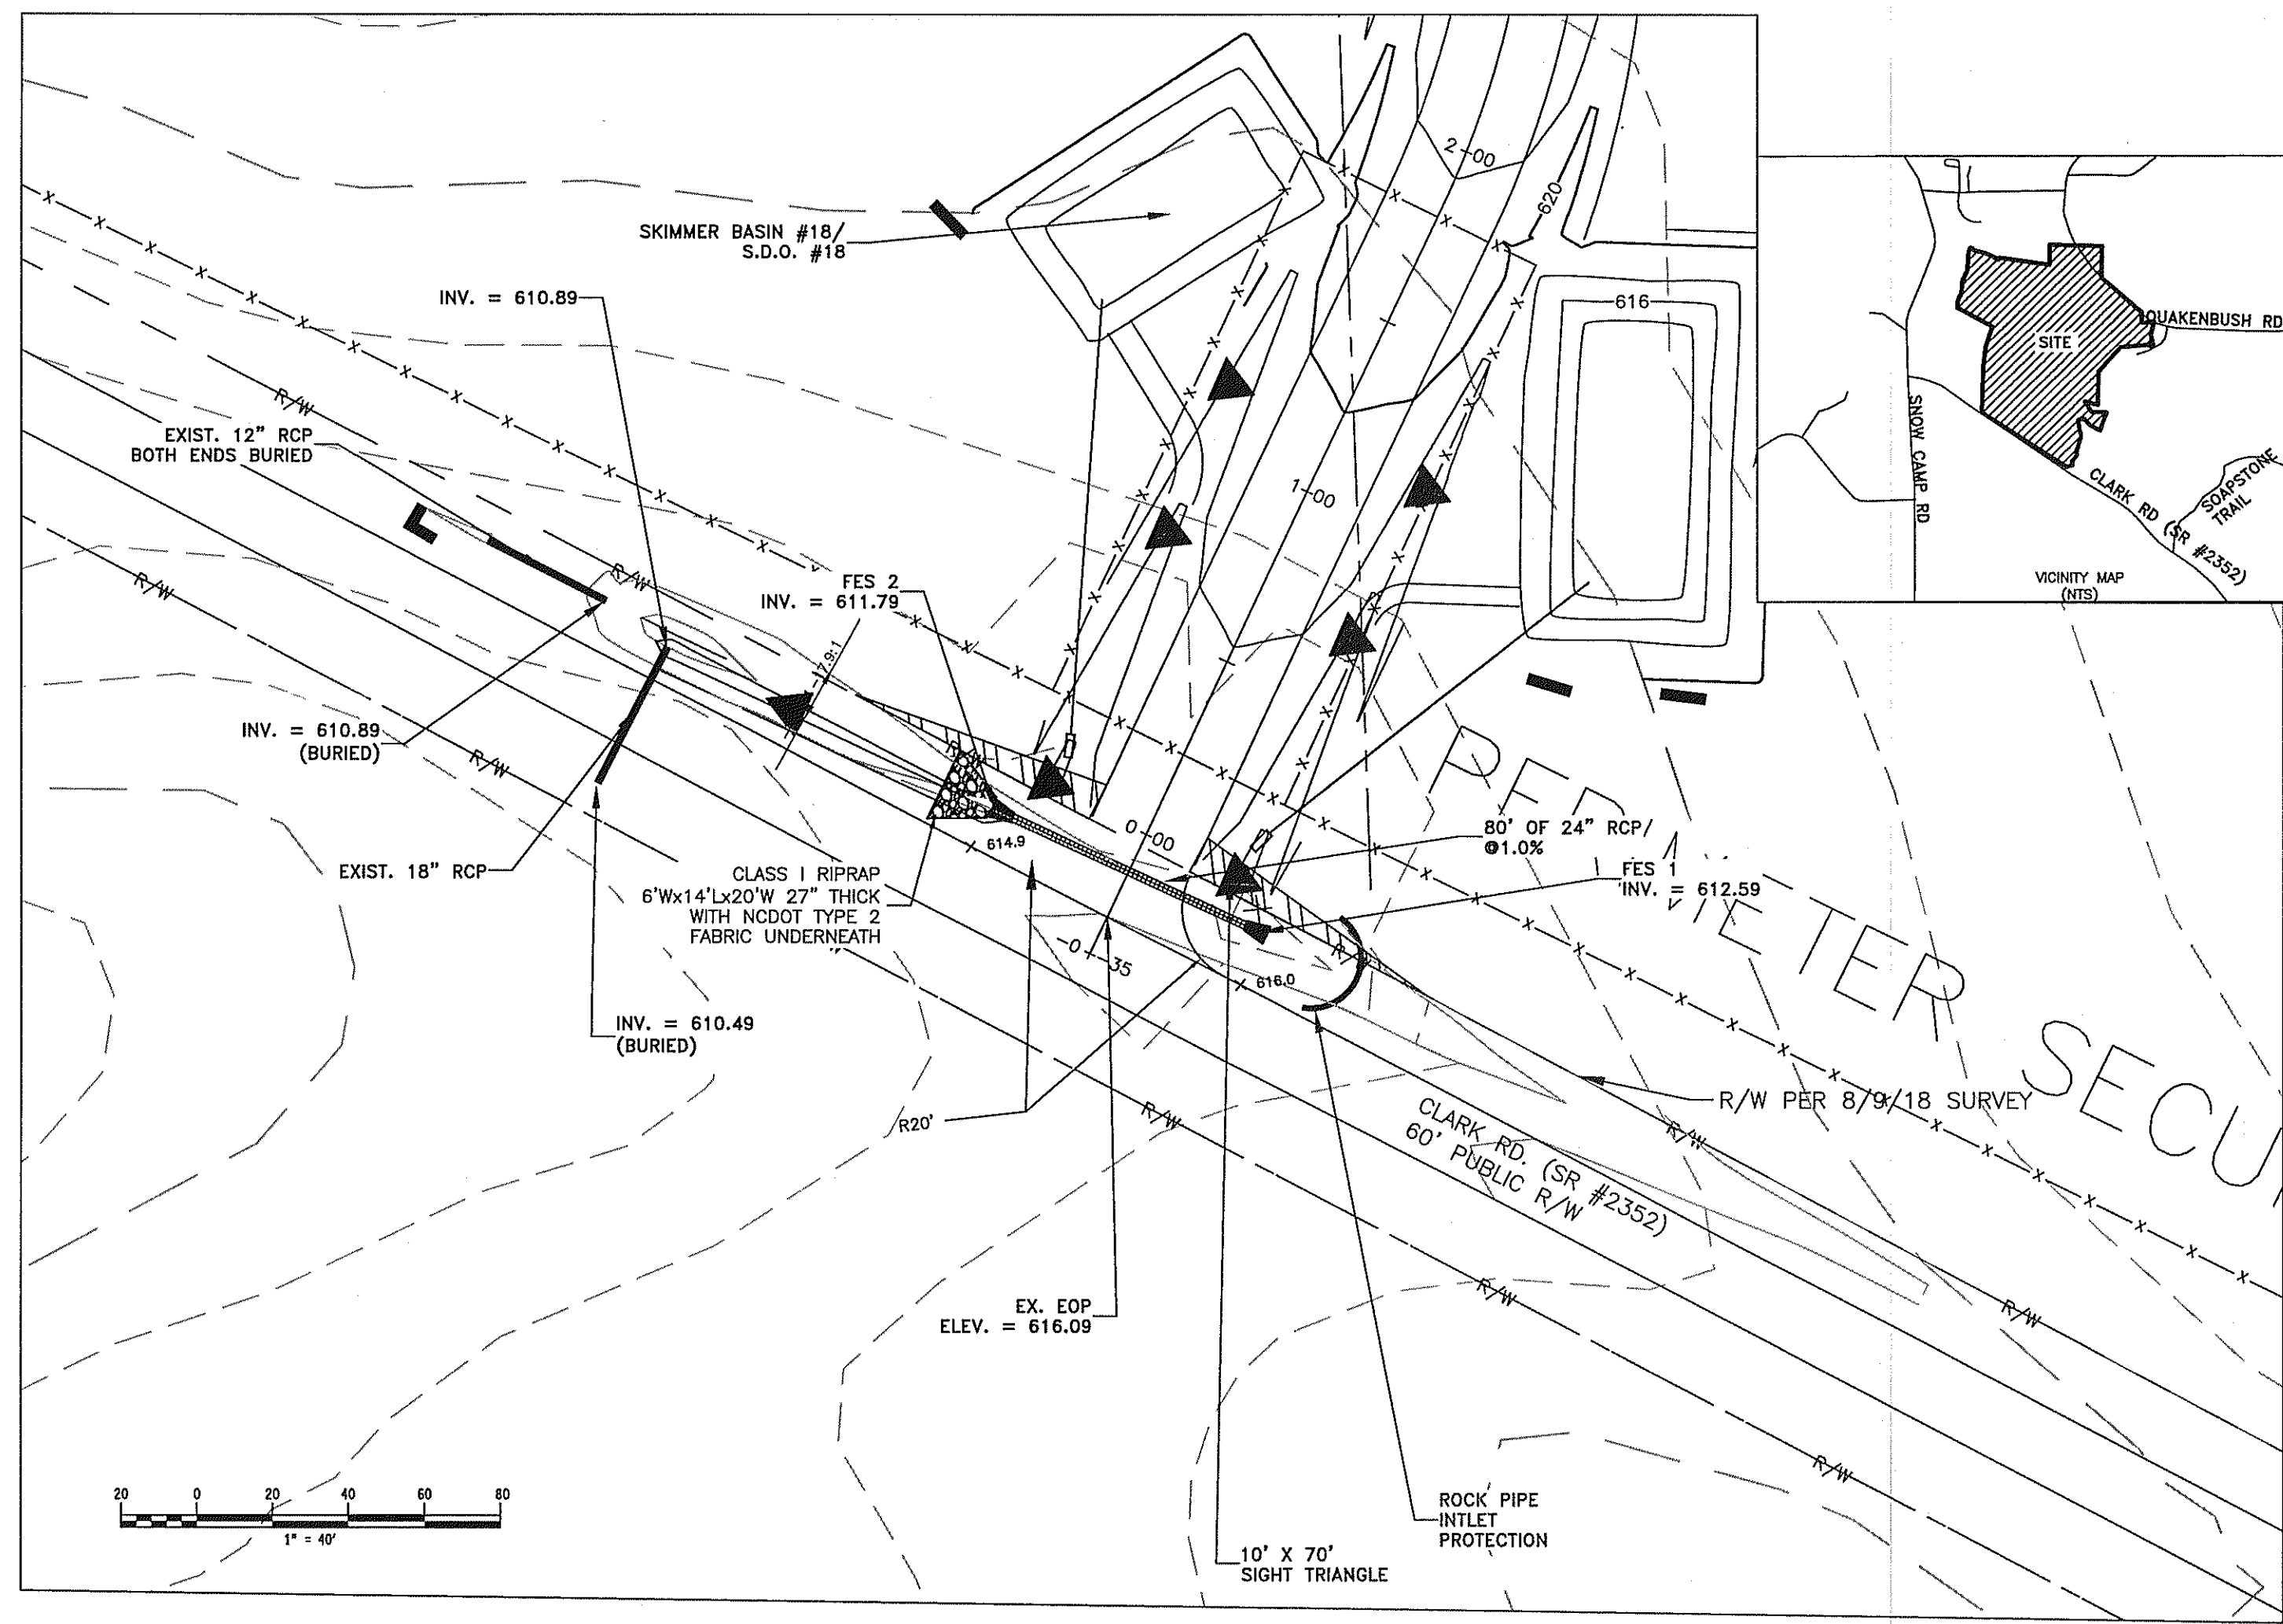 2+00
620
SKIMMER BASIN #18/
S.D.O. #18
616
INV. = 610.89
QUAKENBUSH RD
SITE
SNOW CAMP RD
CLARK RD (SR #2352)
SOAPSTONE
TRAIL
VICINITY MAP
(NTS)
R/W
EXIST. 12" RCP
BOTH ENDS BURIED
1+00
R/W
R/W
FES 2
INV. = 611.79
INV. = 610.89
(BURIED)
R/W
0+00
614.9
80' OF 24" RCP/
@1.0%
FES 1
INV. = 612.59
EXIST. 18" RCP
CLASS I RIPRAP
6'Wx14'Lx20'W 27" THICK
WITH NCDOT TYPE 2
FABRIC UNDERNEATH
-0+35
616.0
PERIMETER SECU
INV. = 610.49
(BURIED)
R/W PER 8/9/18 SURVEY
R20'
R/W
R/W
CLARK RD. (SR #2352)
60' PUBLIC R/W
R/W
R/W
EX. EOP
ELEV. = 616.09
R/W
20 0 20 40 60 80
1" = 40'
ROCK PIPE
INTLET
PROTECTION
10' X 70'
SIGHT TRIANGLE